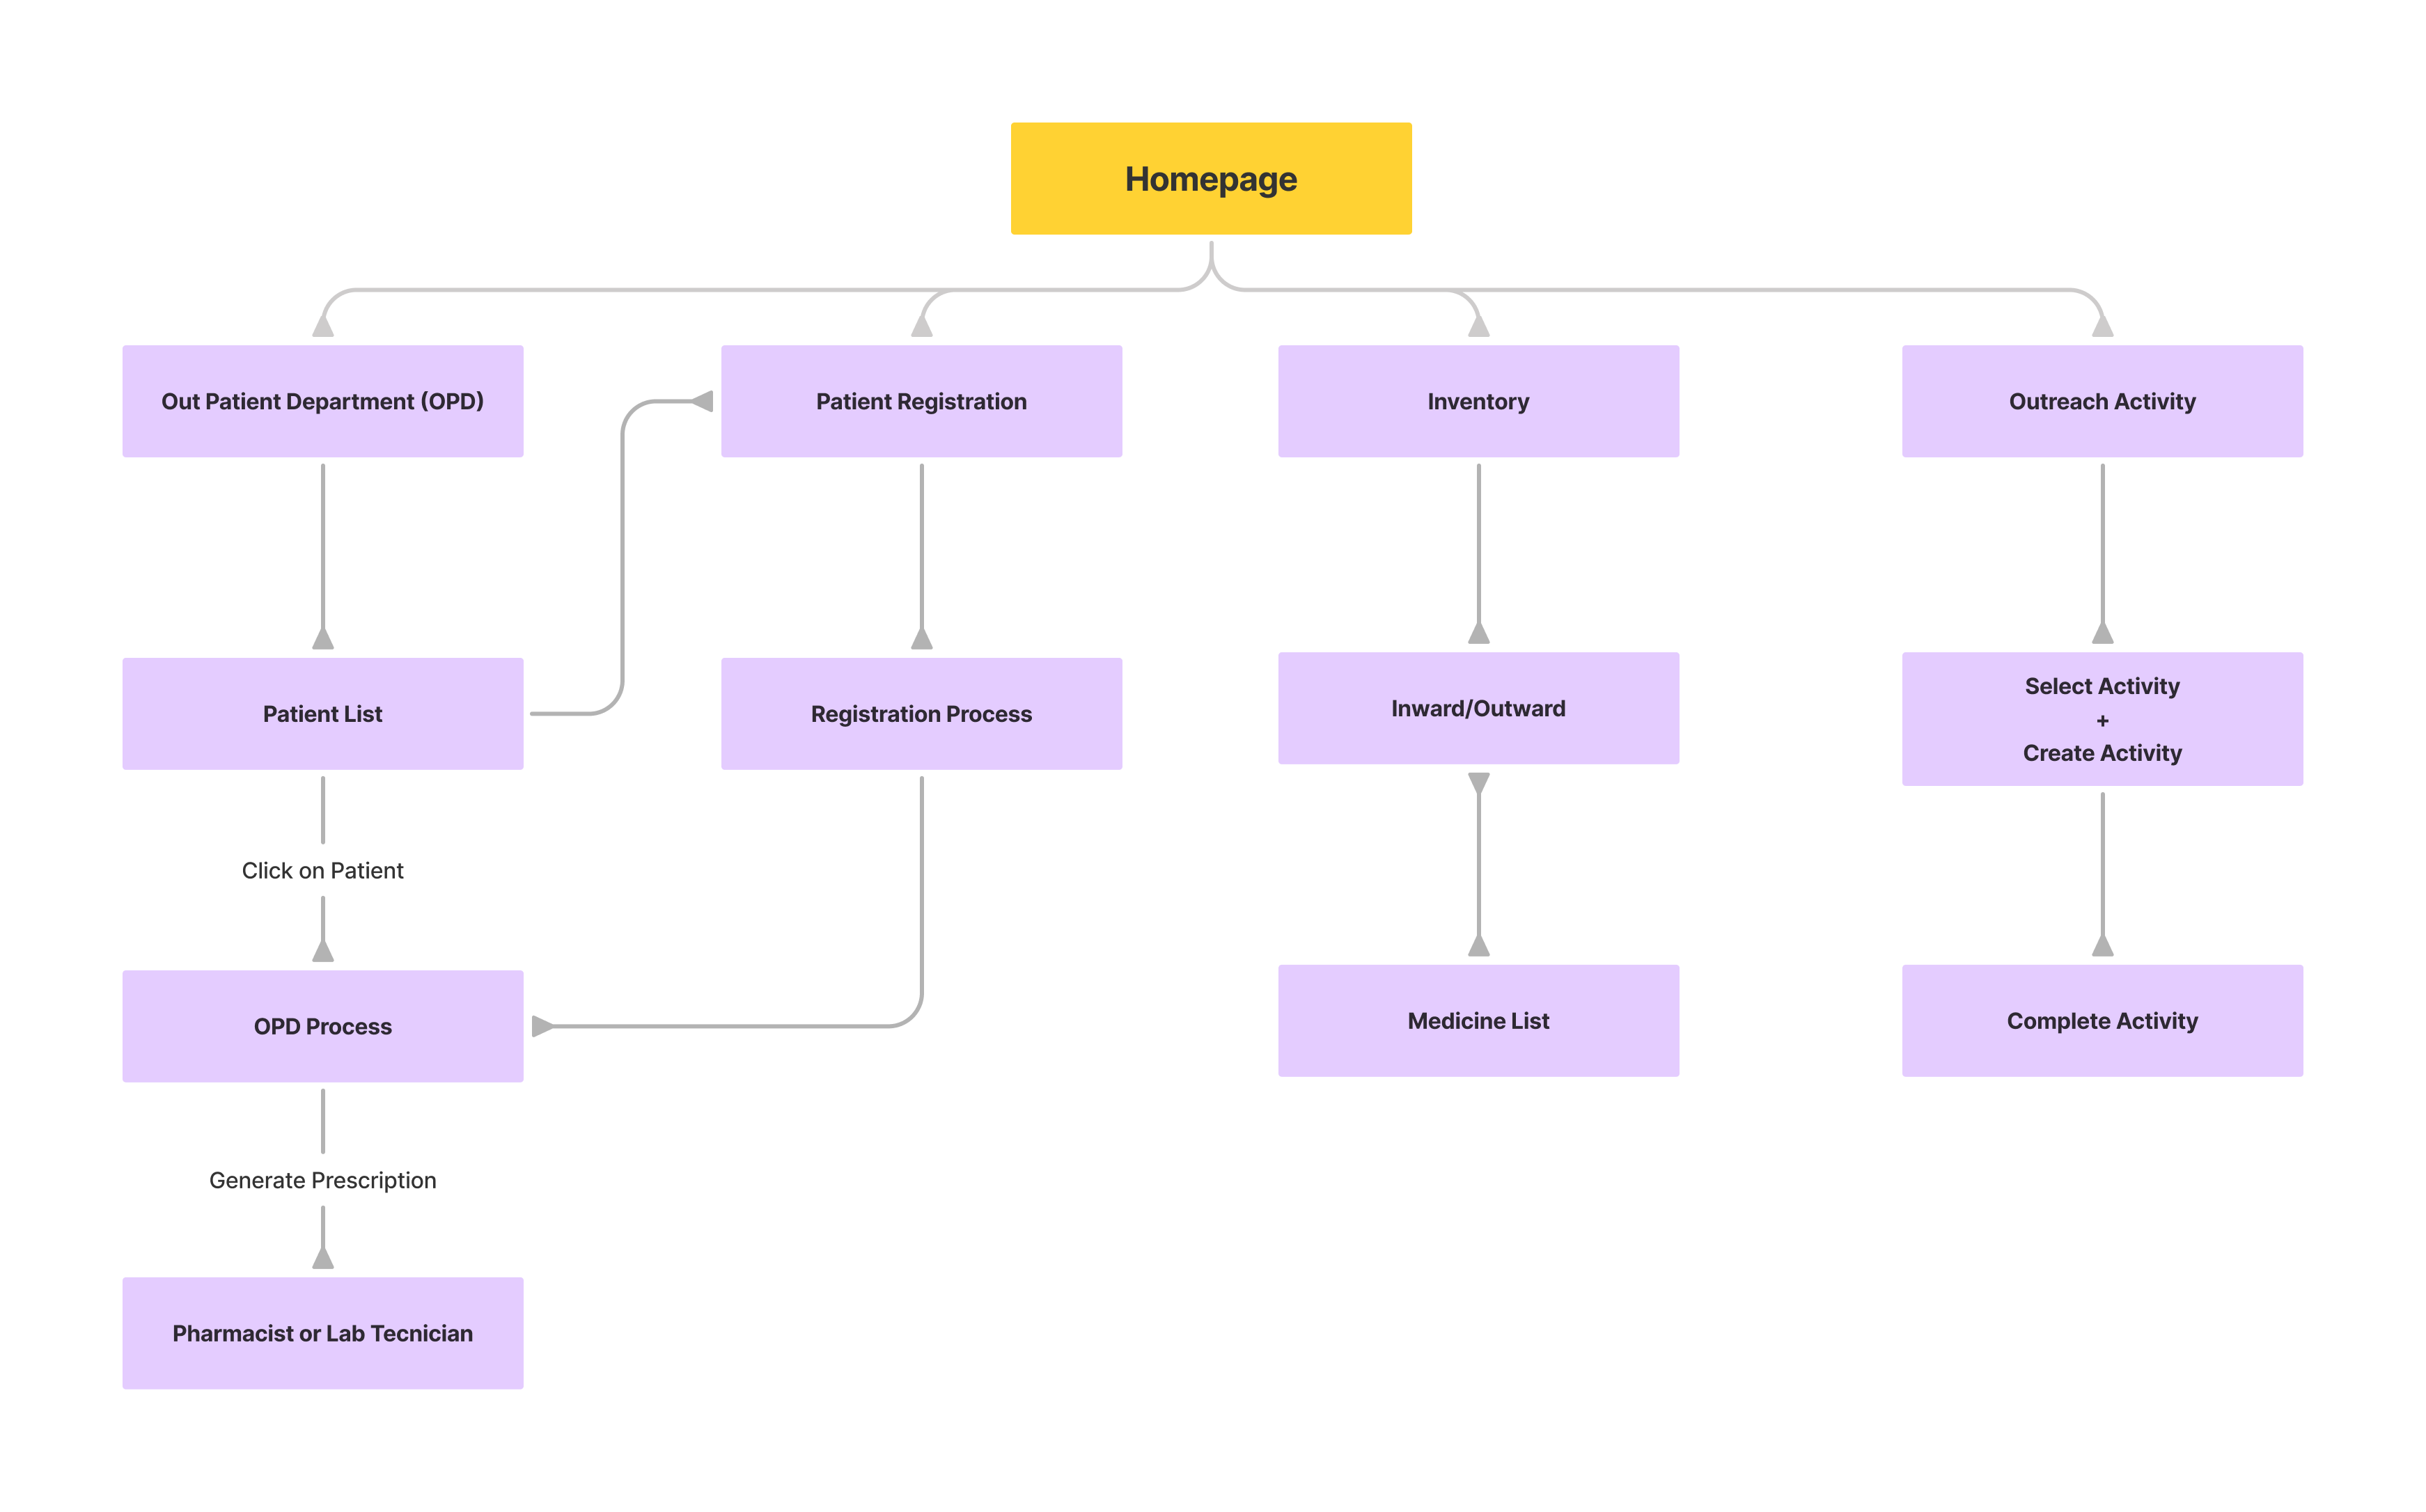 Homepage
Out Patient Department (OPD)
Patient Registration
Inventory
Outreach Activity
Patient List
Registration Process
Inward/Outward
Select Activity
+
Create Activity
Click on Patient
OPD Process
Medicine List
Complete Activity
Generate Prescription
Pharmacist or Lab Tecnician